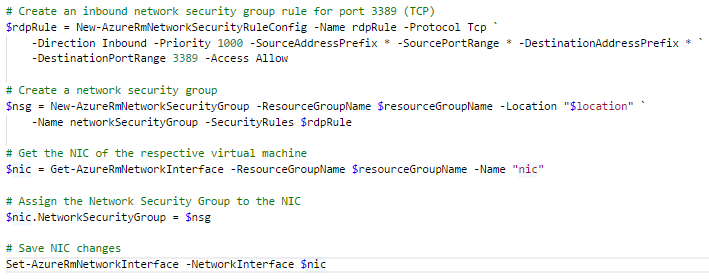 # Create an inbound network security group rule for port 3389 (TCP)
$rdpRule = New-AzureRmNetworkSecurityRuleConfig -Name rdpRule -Protocol Tcp `
-Direction Inbound -Priority 1000 -SourceAddressPrefix * -SourcePortRange * -DestinationAddressPrefix * `
-DestinationPortRange 3389 -Access Allow
# Create a network security group
$nsg = New-AzureRmNetworkSecurityGroup -ResourceGroupName $resourceGroupName -Location "$location" `
-Name networkSecurityGroup -SecurityRules $rdpRule
# Get the NIC of the respective virtual machine
$nic = Get-AzureRmNetworkInterface -ResourceGroupName $resourceGroupName -Name "nic"
# Assign the Network Security Group to the NIC
$nic.NetworkSecurityGroup = $nsg
# Save NIC changes
Set-AzureRmNetworkInterface -NetworkInterface $nic